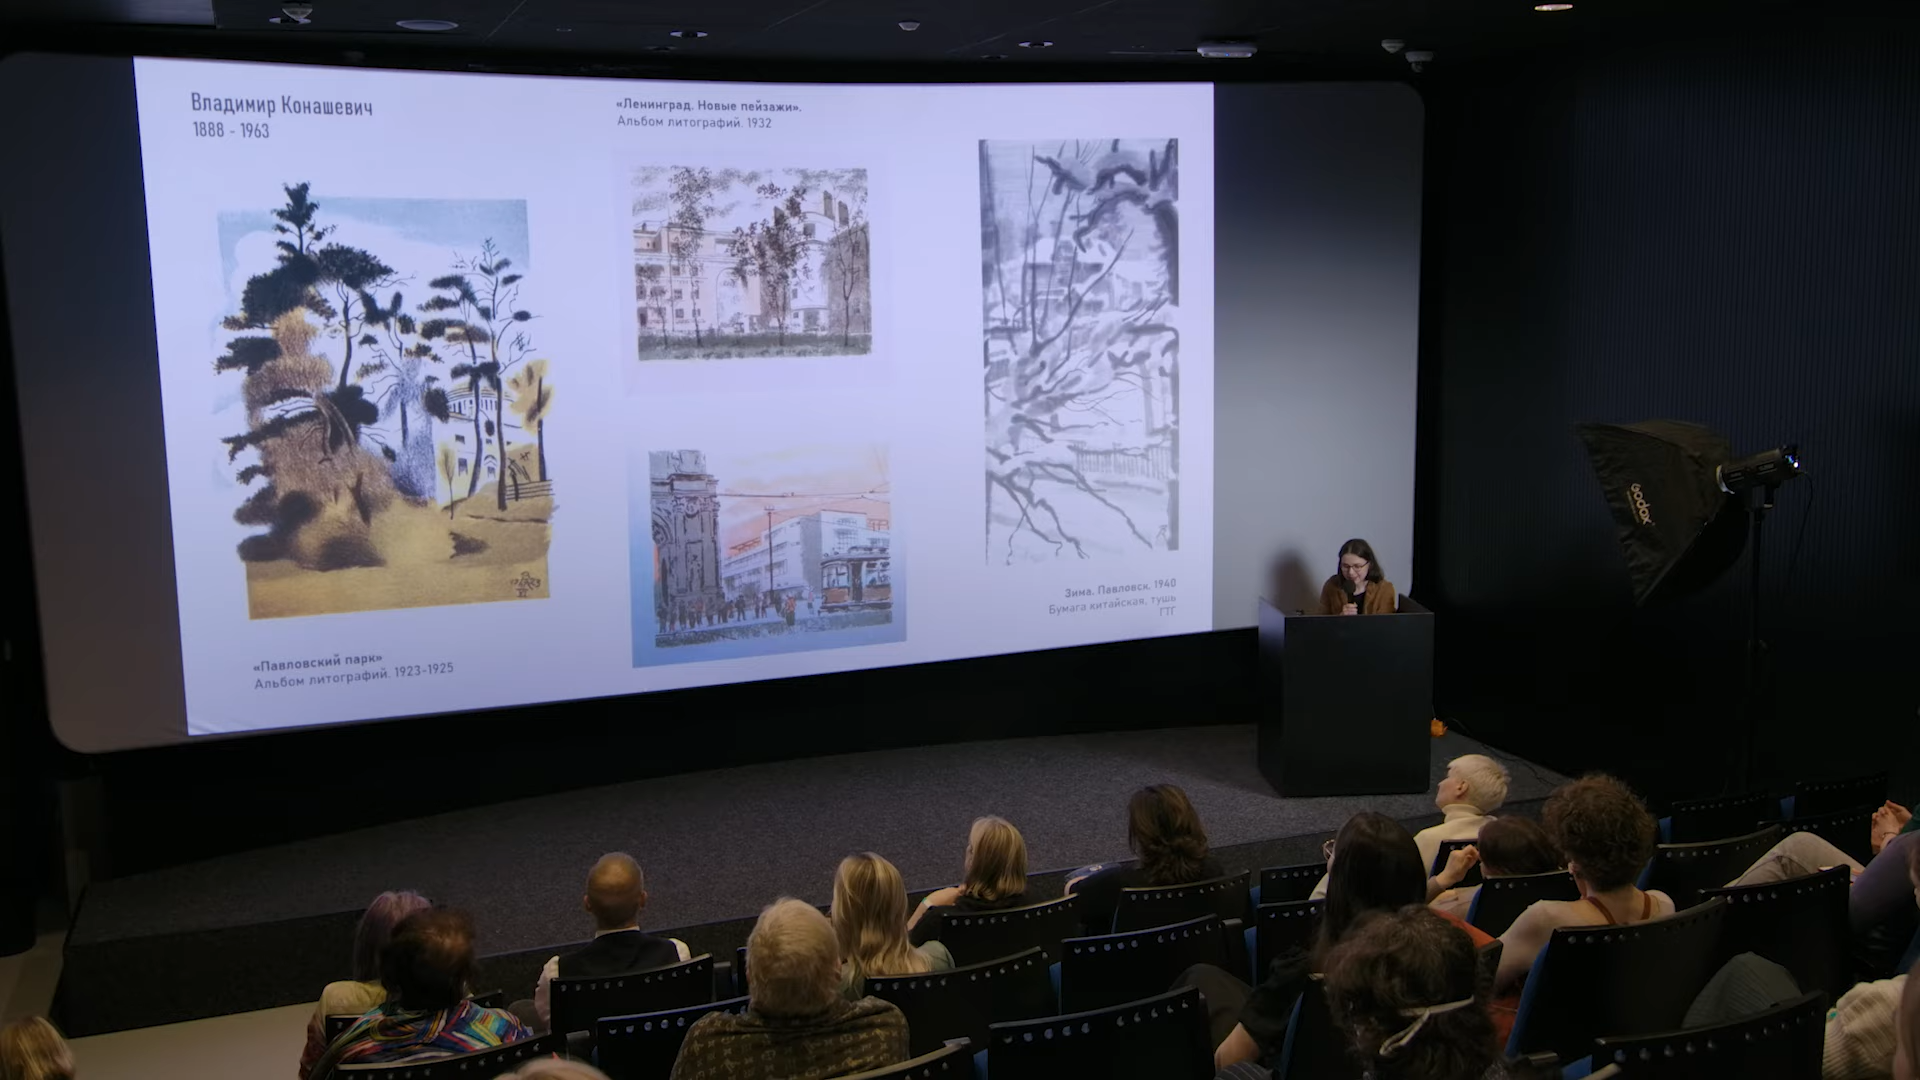 Владимир Конашевич
1888 - 1963
«Ленинград. Новые пейзажи».
Альбом литографий. 1932
«Павловский парк»
Альбом литографий. 1923-1925
Зима. Павловск, 1940
Бумага китайская, тушь
ГТГ
Godox